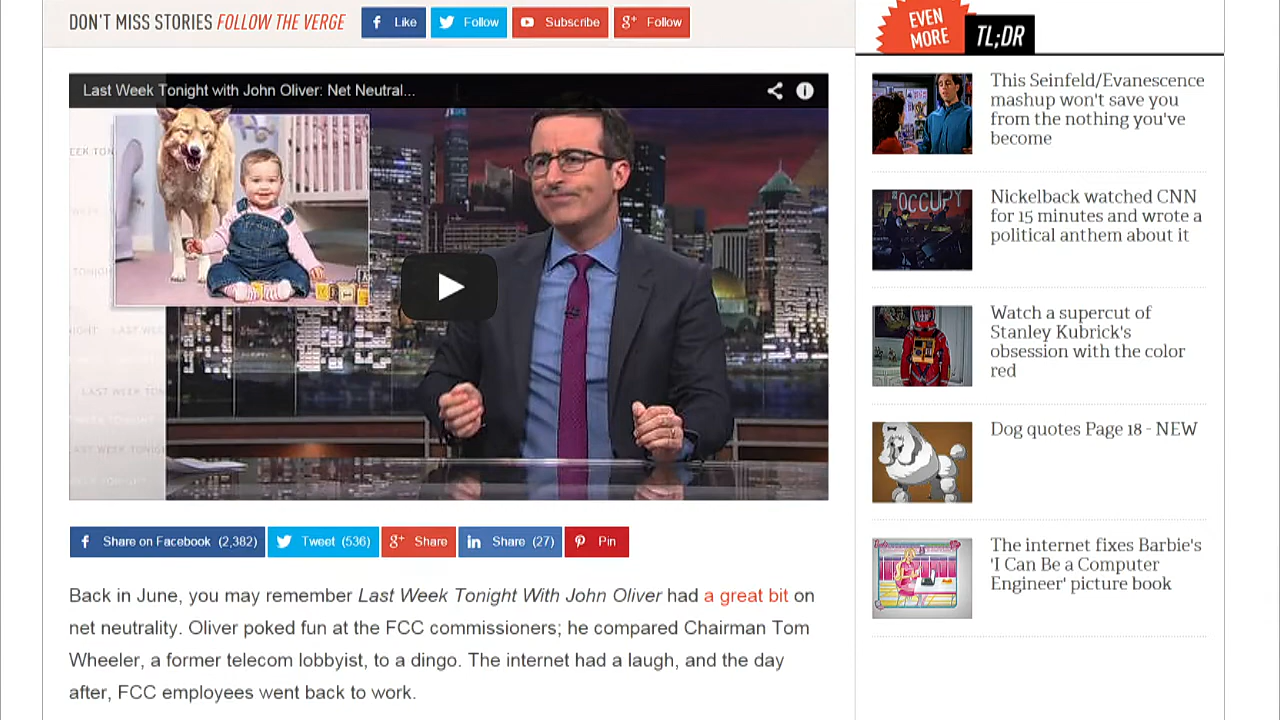 DON'T MISS STORIES FOLLOW THE VERGE
Like
Follow
Subscribe
Follow
EVEN
MORE
TL;DR
Last Week Tonight with John Oliver: Net Neutral...
OCCUPY
LAST WEEK TON
Share on Facebook (2,382)
Tweet (536)
Share
Share (27)
Pin
Back in June, you may remember Last Week Tonight With John Oliver had a great bit on
net neutrality. Oliver poked fun at the FCC commissioners; he compared Chairman Tom
Wheeler, a former telecom lobbyist, to a dingo. The internet had a laugh, and the day
after, FCC employees went back to work.
This Seinfeld/Evanescence
mashup won't save you
from the nothing you've
become
Nickelback watched CNN
for 15 minutes and wrote a
political anthem about it
Watch a supercut of
Stanley Kubrick's
obsession with the color
red
Dog quotes Page 18 - NEW
The internet fixes Barbie's
'I Can Be a Computer
Engineer' picture book